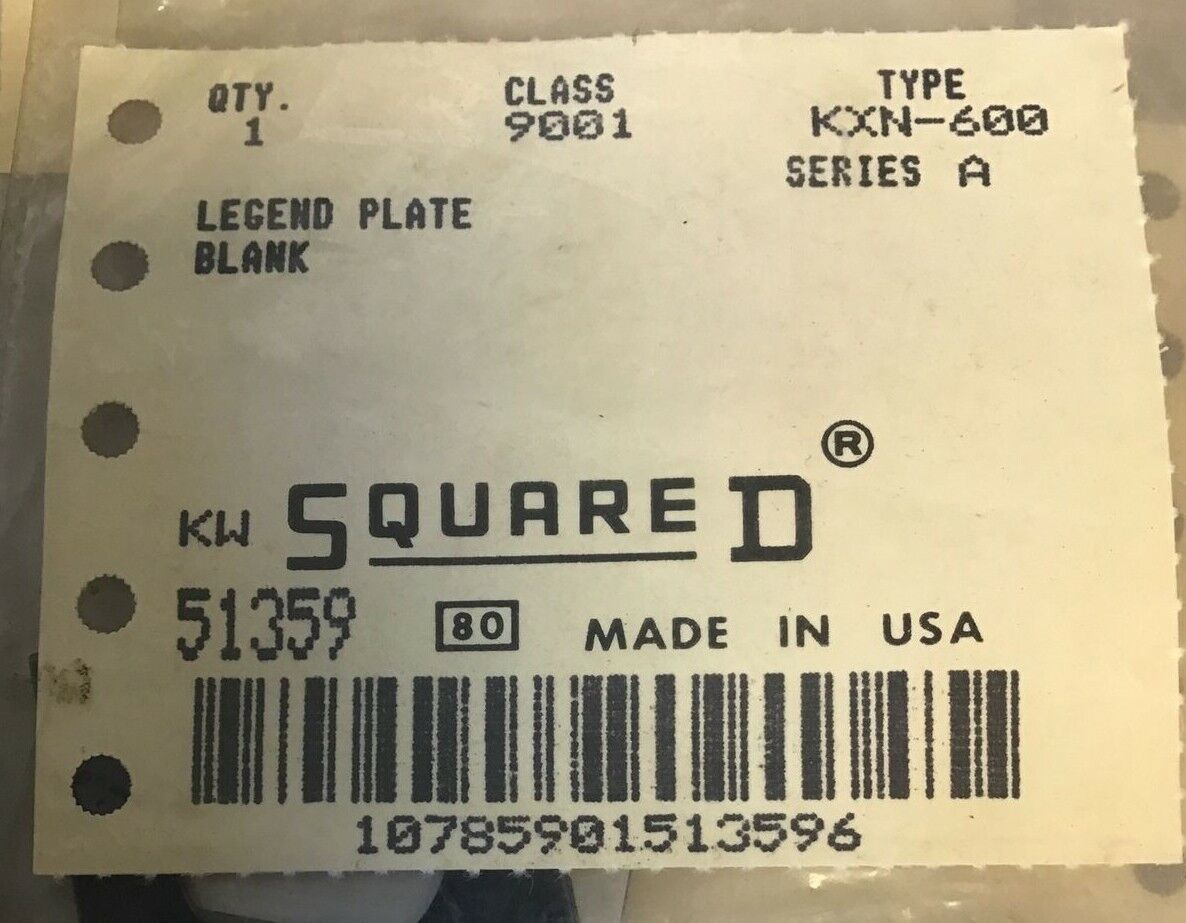 QTY. CLASS TYPE
1 9001 KXN-600
SERIES A
LEGEND PLATE
BLANK
KW SQUARE D®
51359 80 MADE IN USA
10785901513596